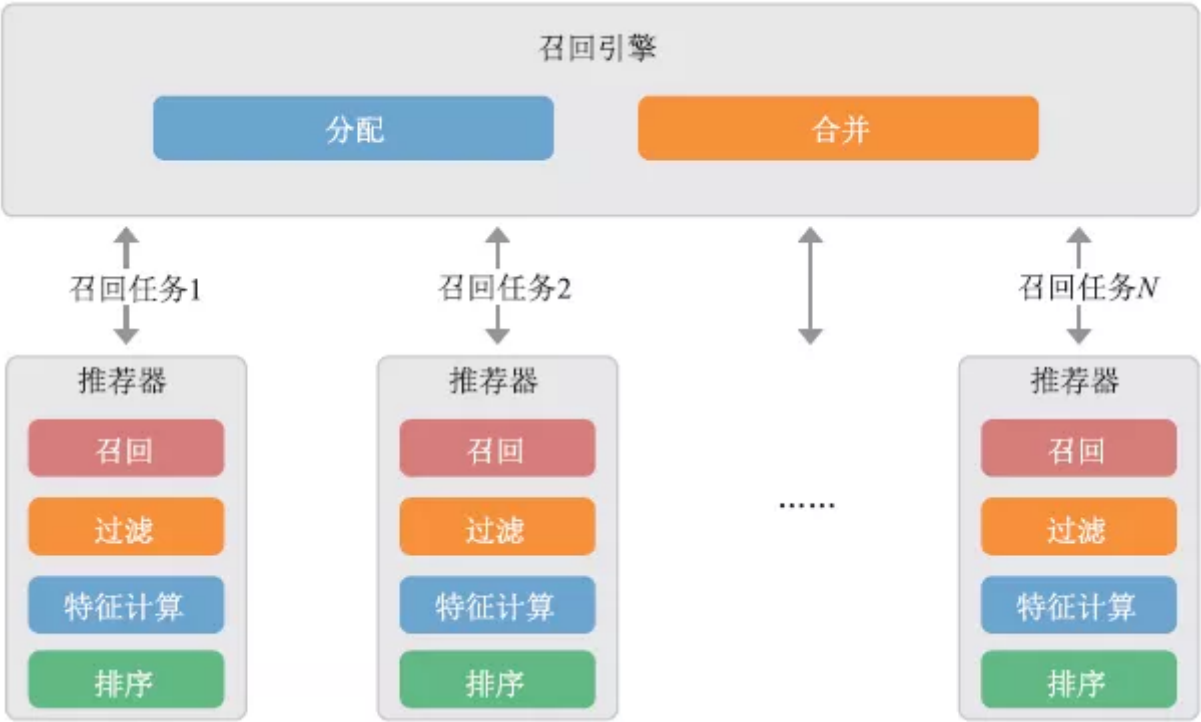 召回引擎
分配
合并
召回任务1
召回任务2
召回任务N
推荐器
召回
过滤
特征计算
排序
推荐器
召回
过滤
特征计算
排序
......
推荐器
召回
过滤
特征计算
排序